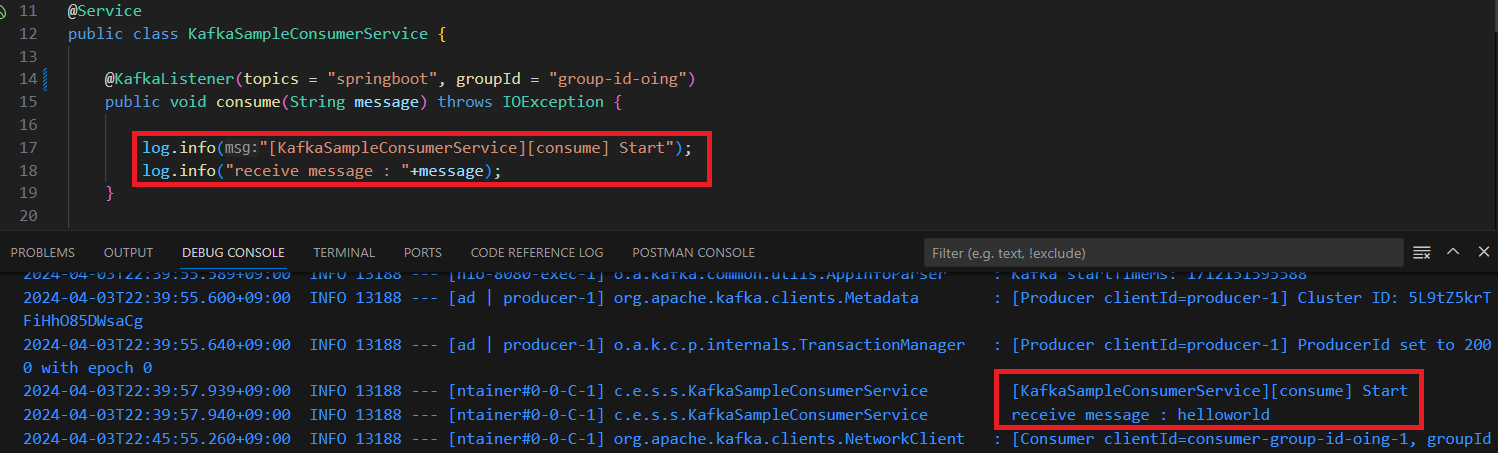 11 @Service
12 public class KafkaSampleConsumerService {
13
14 @KafkaListener(topics = "springboot", groupId = "group-id-oing")
15 public void consume(String message) throws IOException {
16
17 log.info(msg:"[KafkaSampleConsumerService][consume] Start");
18 log.info("receive message : "+message);
19 }
20
PROBLEMS OUTPUT DEBUG CONSOLE TERMINAL PORTS CODE REFERENCE LOG POSTMAN CONSOLE Filter (e.g. text, !exclude)
2024-04-03T22:39:55.589+09:00 INFO 13188 --- [nio-8080-exec-1] o.a.kafka.common.utils.AppInfoParser : Kafka startTimeMs: 1712151595588
2024-04-03T22:39:55.600+09:00 INFO 13188 --- [ad | producer-1] org.apache.kafka.clients.Metadata : [Producer clientId=producer-1] Cluster ID: 5L9tZ5krT
FiHhO85DWsaCg
2024-04-03T22:39:55.640+09:00 INFO 13188 --- [ad | producer-1] o.a.k.c.p.internals.TransactionManager : [Producer clientId=producer-1] ProducerId set to 200
0 with epoch 0
2024-04-03T22:39:57.939+09:00 INFO 13188 --- [ntainer#0-0-C-1] c.e.s.s.KafkaSampleConsumerService [KafkaSampleConsumerService][consume] Start
2024-04-03T22:39:57.940+09:00 INFO 13188 --- [ntainer#0-0-C-1] c.e.s.s.KafkaSampleConsumerService receive message : helloworld
2024-04-03T22:45:55.260+09:00 INFO 13188 --- [ntainer#0-0-C-1] org.apache.kafka.clients.NetworkClient : [Consumer clientId=consumer-group-id-oing-1, groupId